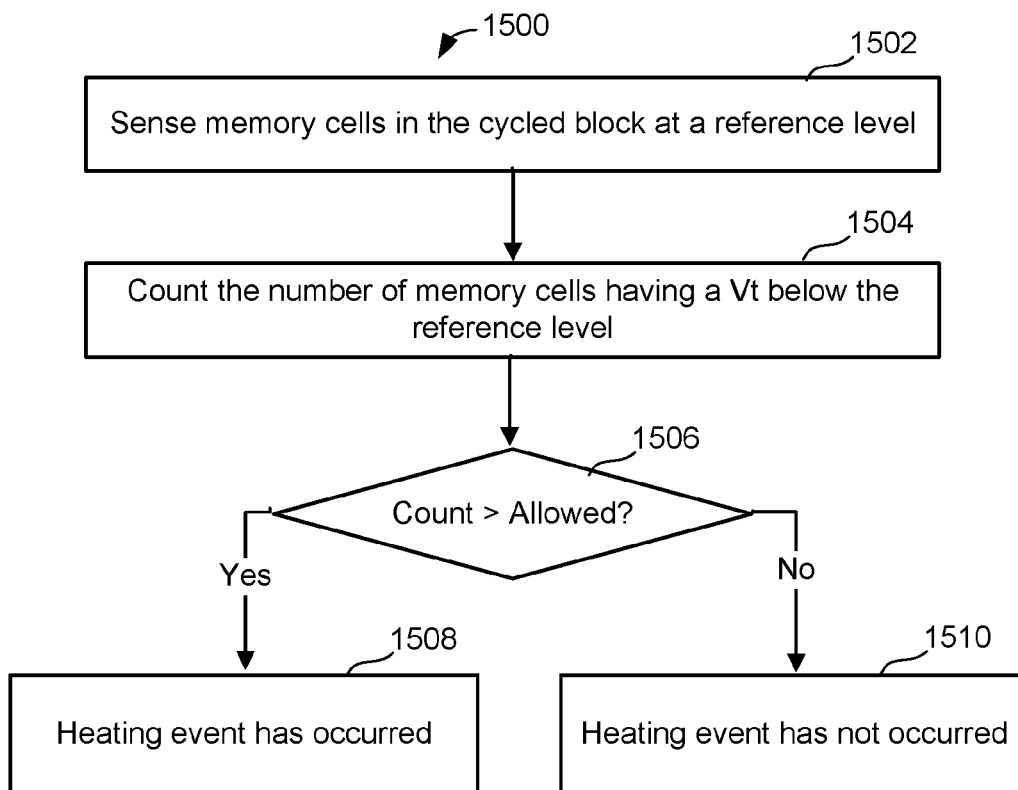 1500
1502
Sense memory cells in the cycled block at a reference level
1504
Count the number of memory cells having a Vt below the
reference level
1506
Count > Allowed?
Yes
No
1508
Heating event has occurred
1510
Heating event has not occurred